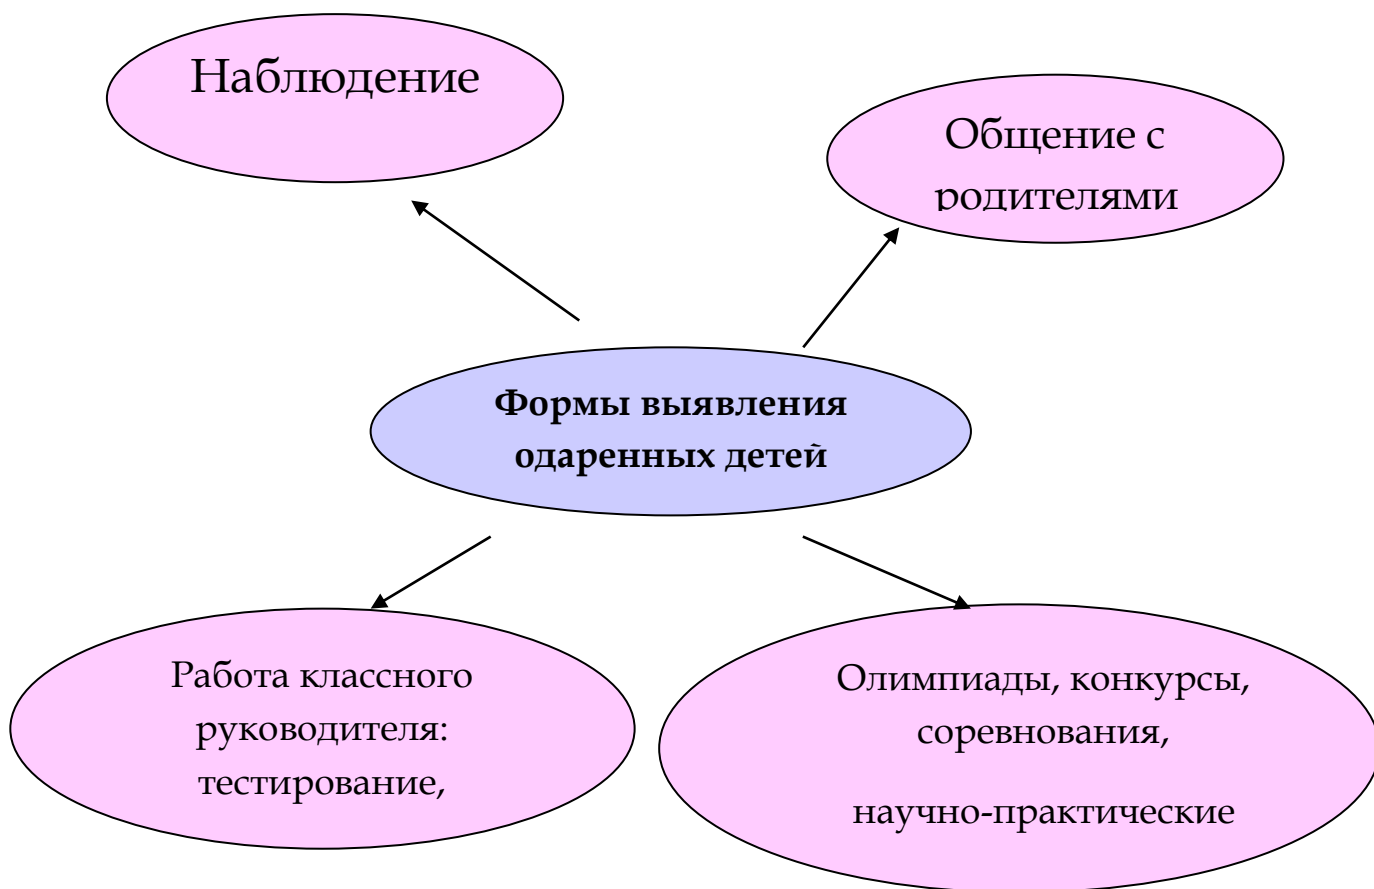 Наблюдение
Общение с
родителями
Формы выявления
одаренных детей
Работа классного
руководителя:
тестирование,
Олимпиады, конкурсы,
соревнования,
научно-практические